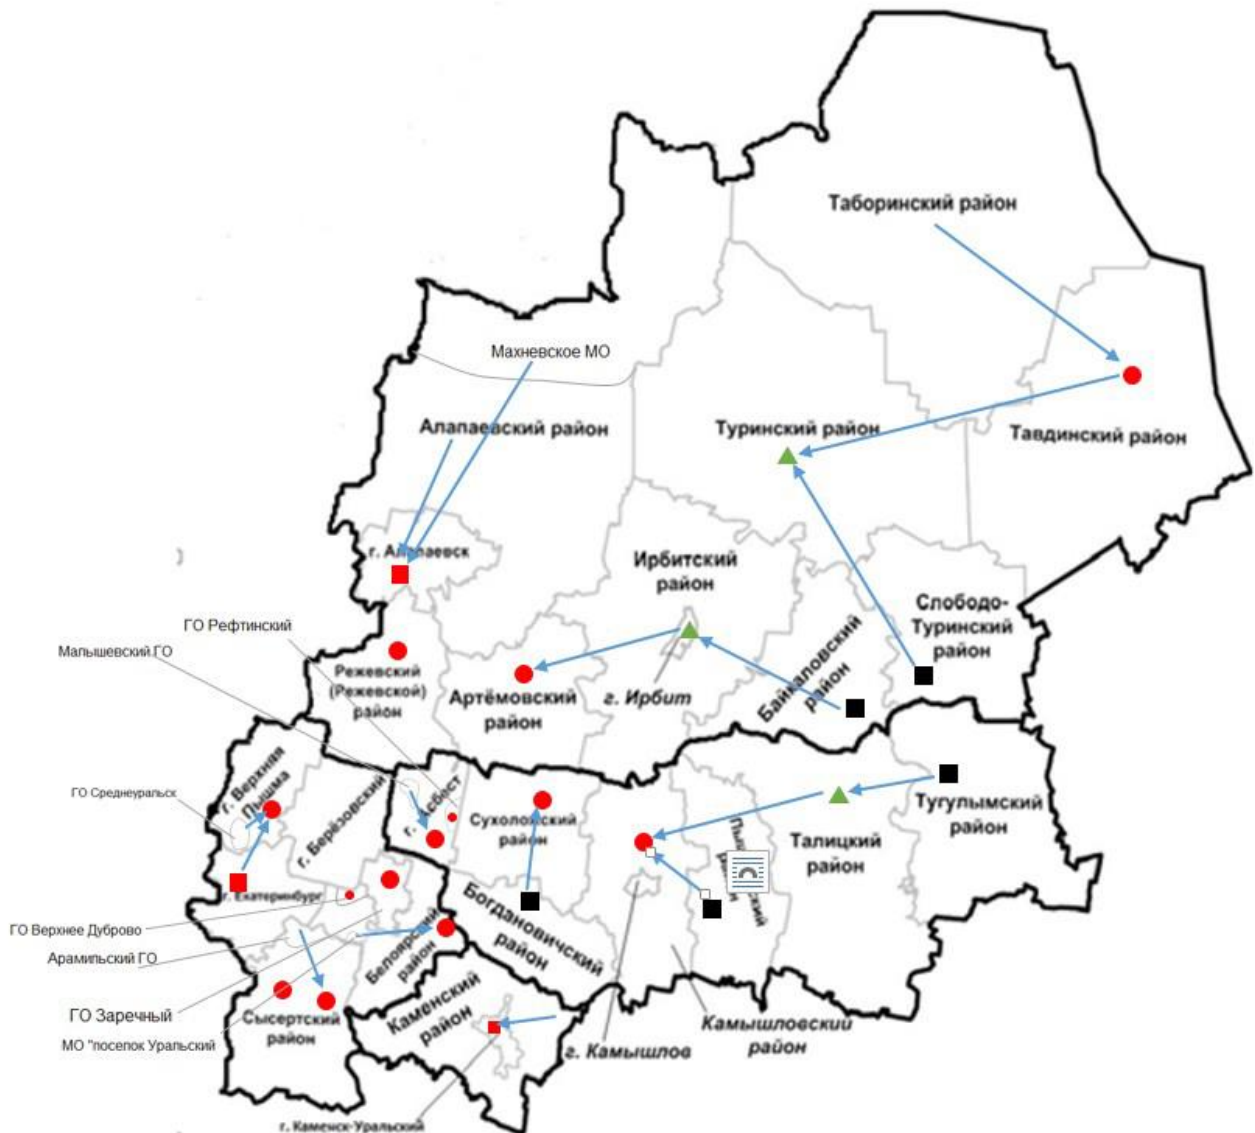 Таборинский район
Махневское МО
Алапаевский район
Туринский район
Тавдинский район
г. Алапаевск
Ирбитский
район
Слободо-
Туринский
район
ГО Рефтинский
Малышевский ГО
Режевский
(Режевской)
район
Артёмовский
район
г. Ирбит
Байкаловский
район
г. Верхняя
Пышма
ГО Среднеуральск
г. Берёзовский
г. Асбест
Сухоложский
район
Тугулымский
район
Талицкий
район
г. Екатеринбург
Богдановичский
район
ГО Верхнее Дуброво
Арамильский ГО
Белоярский
район
ГО Заречный
Сысертский
район
МО "поселок Уральский
Каменский
район
г. Камышлов
Камышловский
район
г. Каменск-Уральский